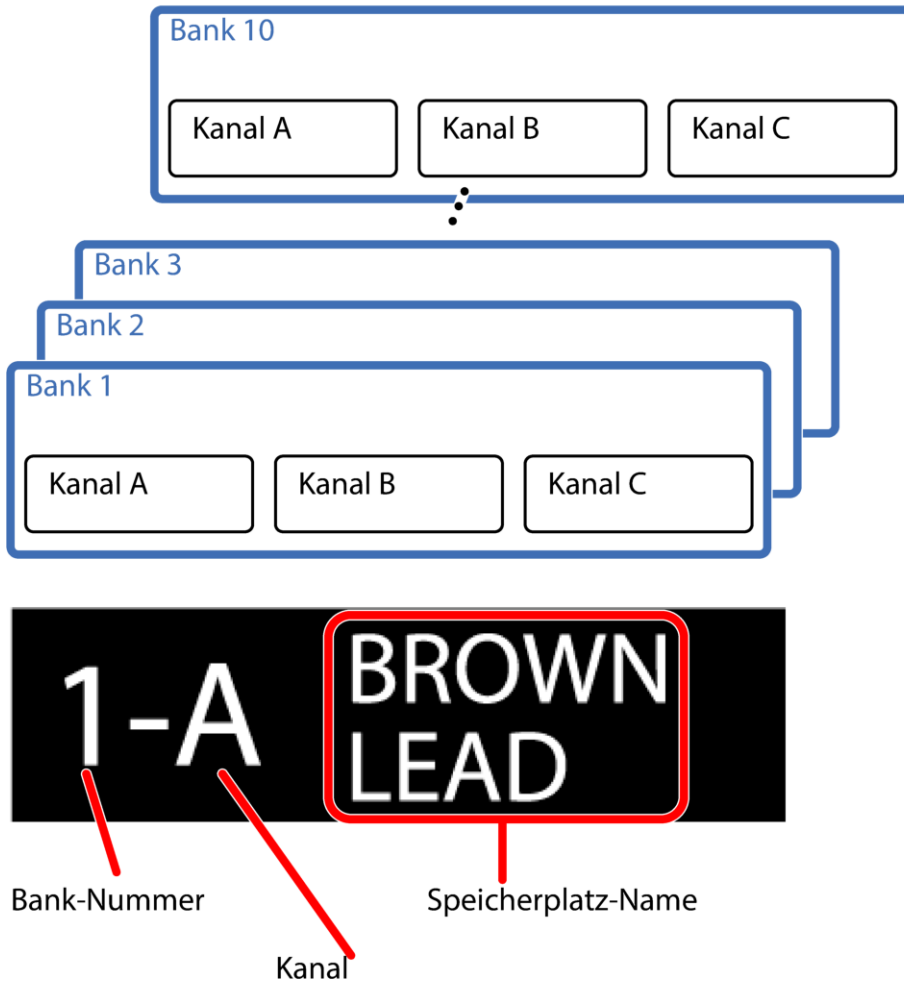 Bank 10
Kanal A Kanal B Kanal C
Bank 3
Bank 2
Bank 1
Kanal A Kanal B Kanal C
1-A BROWN
LEAD
Bank-Nummer Speicherplatz-Name
Kanal